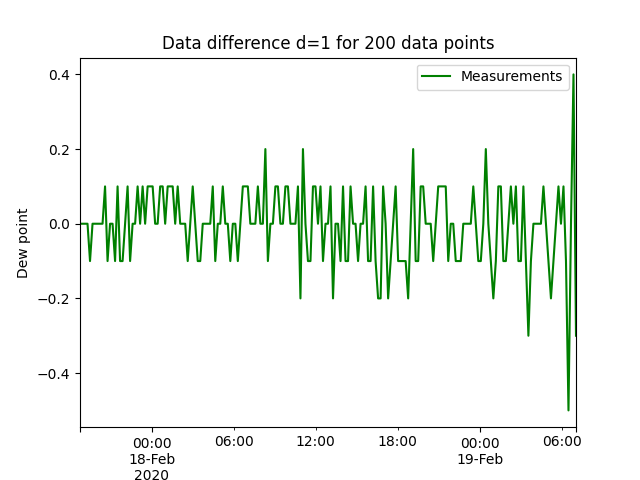 Data difference d=1 for 200 data points
Measurements
Dew point
0.4
0.2
0.0
−0.2
−0.4
00:00
18-Feb
2020
06:00
12:00
18:00
00:00
19-Feb
06:00